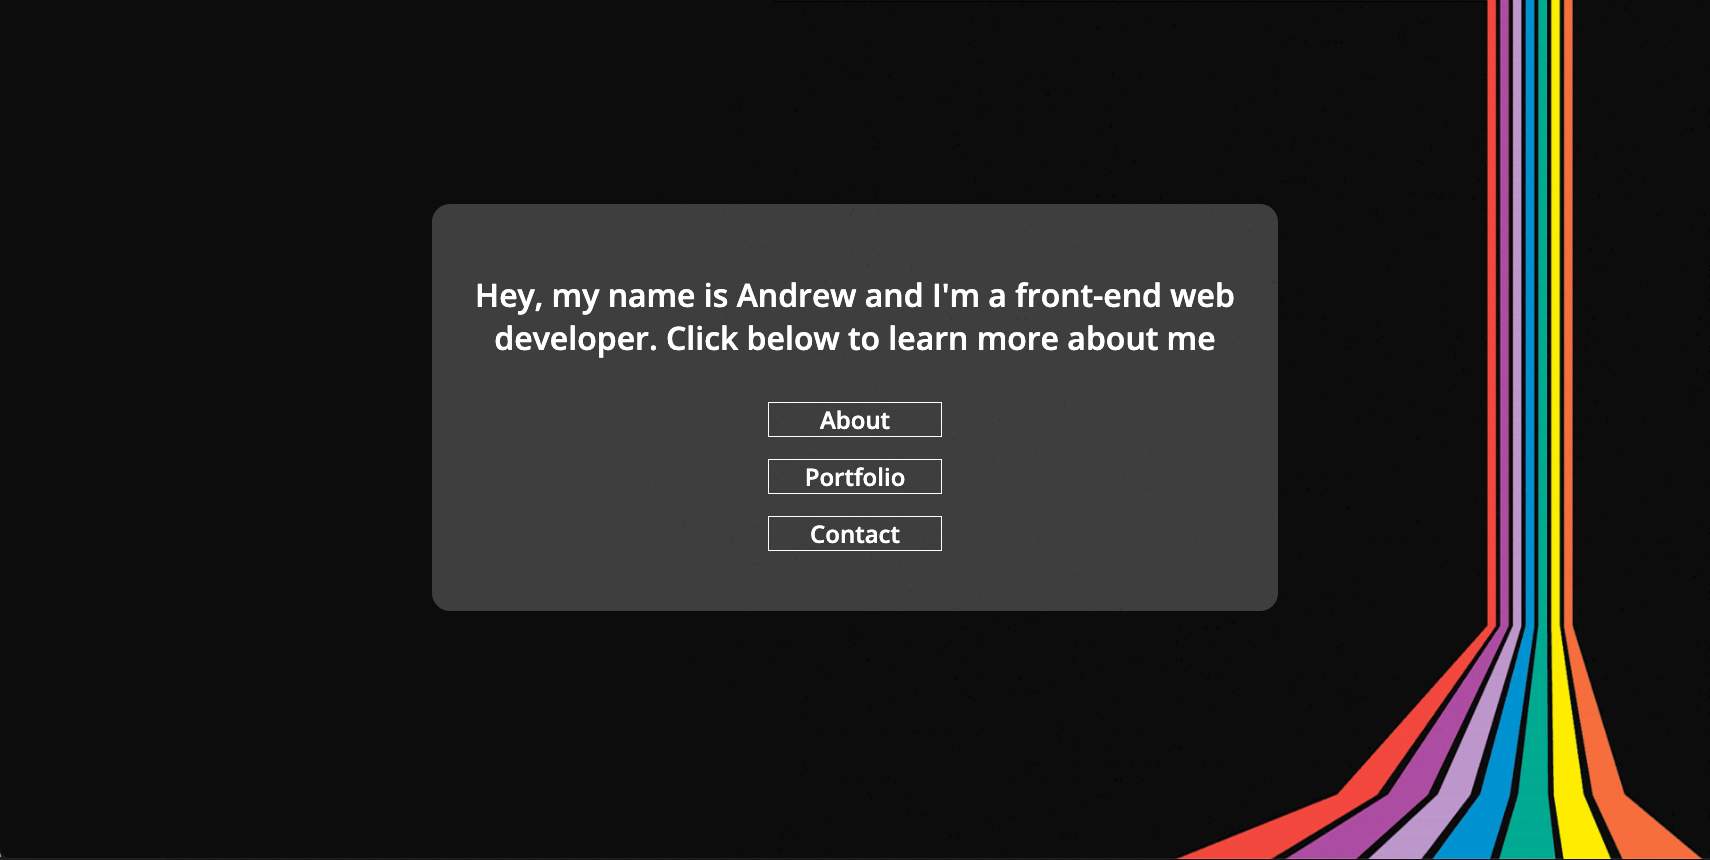 Hey, my name is Andrew and I'm a front-end web
developer. Click below to learn more about me
About
Portfolio
Contact